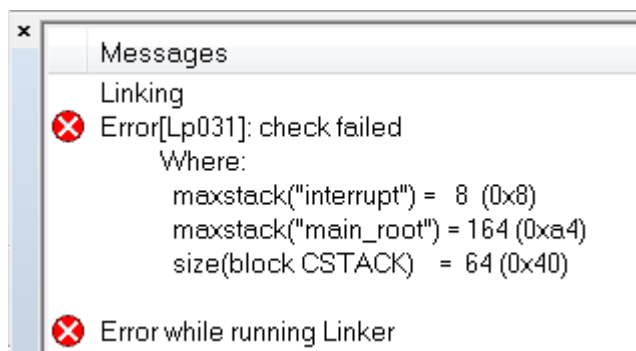 Messages
Linking
Error[Lp031]: check failed
Where:
maxstack("interrupt") = 8 (0x8)
maxstack("main_root") = 164 (0xa4)
size(block CSTACK) = 64 (0x40)
Error while running Linker